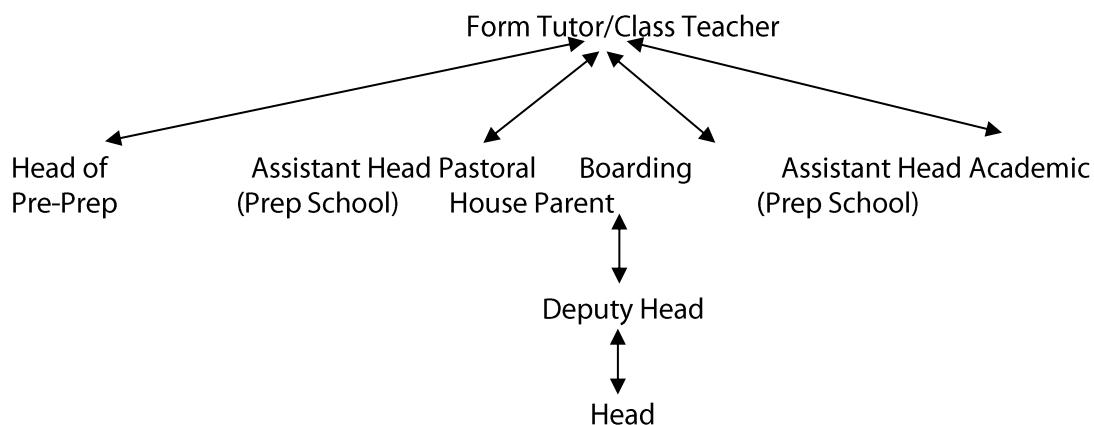 Form Tutor/Class Teacher
Head of Assistant Head Pastoral Boarding Assistant Head Academic
Pre-Prep (Prep School) House Parent (Prep School)
Deputy Head
Head